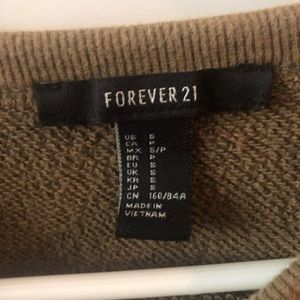 FOREVER 21
US S
CA P
MX S/P
BR P
EU S
UK S
KR S
JP S
CN 160/84A
MADE IN
VIETNAM